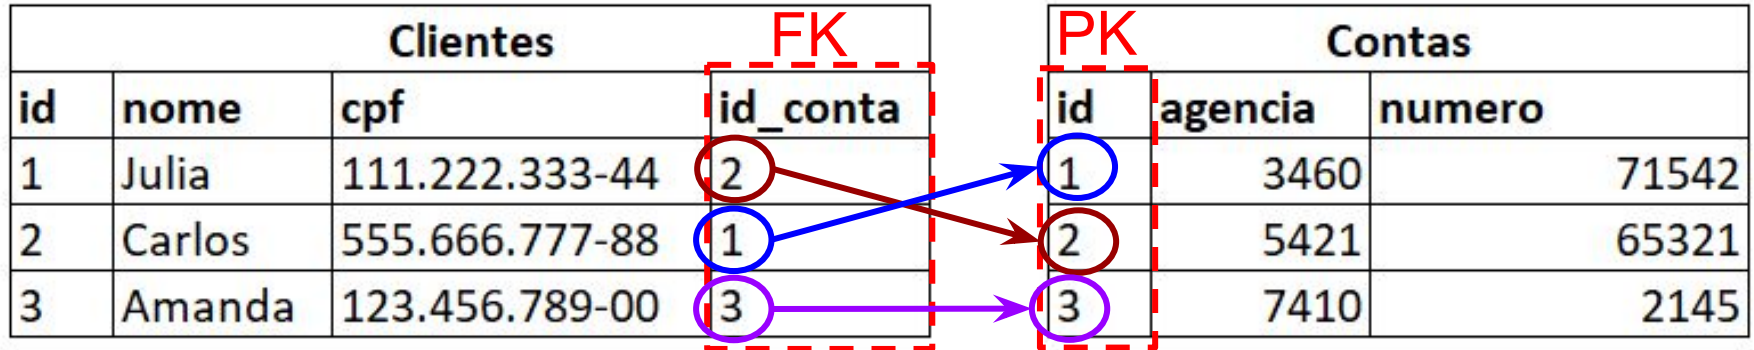 Clientes FK PK Contas
id nome cpf id_conta id agencia numero
1 Julia 111.222.333-44 2 1 3460 71542
2 Carlos 555.666.777-88 1 2 5421 65321
3 Amanda 123.456.789-00 3 3 7410 2145